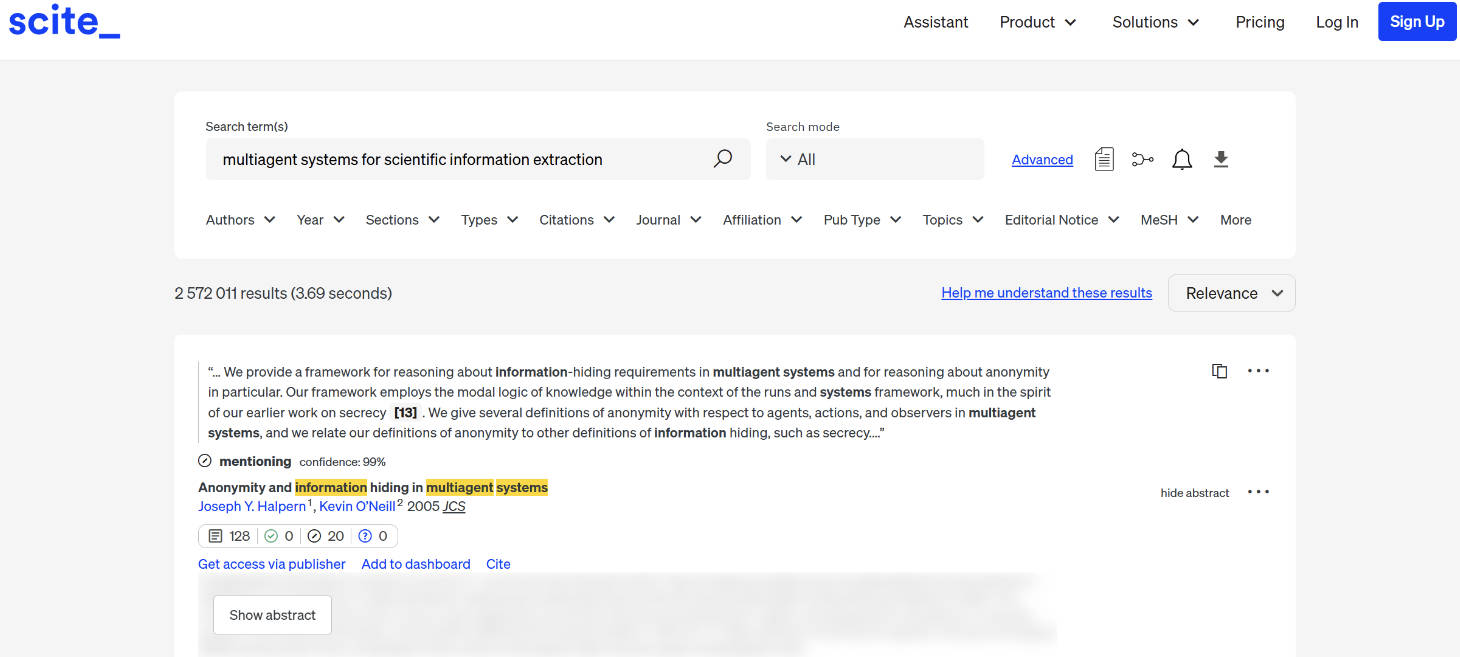 scite_
Assistant Product Solutions Pricing Log In Sign Up
Search term(s) Search mode
multiagent systems for scientific information extraction All Advanced
Authors Year Sections Types Citations Journal Affiliation Pub Type Topics Editorial Notice MeSH More
2 572 011 results (3.69 seconds) Help me understand these results Relevance
“... We provide a framework for reasoning about information-hiding requirements in multiagent systems and for reasoning about anonymity
in particular. Our framework employs the modal logic of knowledge within the context of the runs and systems framework, much in the spirit
of our earlier work on secrecy [13] . We give several definitions of anonymity with respect to agents, actions, and observers in multiagent
systems, and we relate our definitions of anonymity to other definitions of information hiding, such as secrecy....”
mentioning confidence: 99%
Anonymity and information hiding in multiagent systems
hide abstract
Joseph Y. Halpern1, Kevin O'Neill2 2005 JCS
128 0 20 0
Get access via publisher Add to dashboard Cite
Show abstract